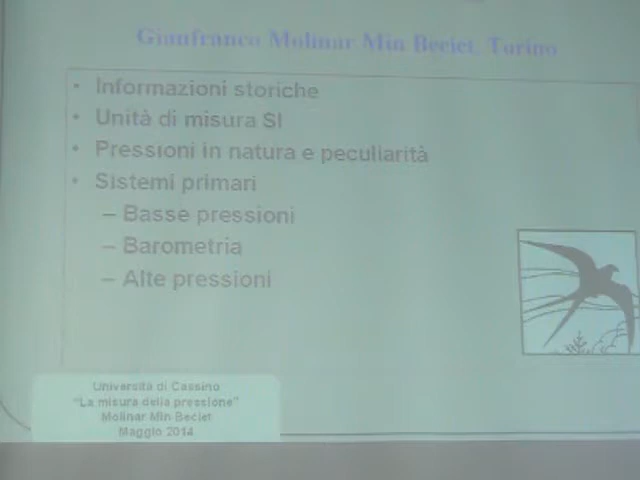 Gianfranco Molinar Min Beciet, Torino
• Informazioni storiche
• Unità di misura SI
• Pressioni in natura e peculiarità
• Sistemi primari
– Basse pressioni
– Barometria
– Alte pressioni
Università di Cassino
"La misura della pressione"
Molinar Min Beciet
Maggio 2014